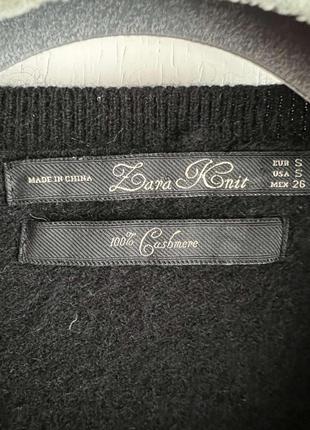 MADE IN CHINA Zara Knit EUR S
USA S
MEX 26
100% Cashmere